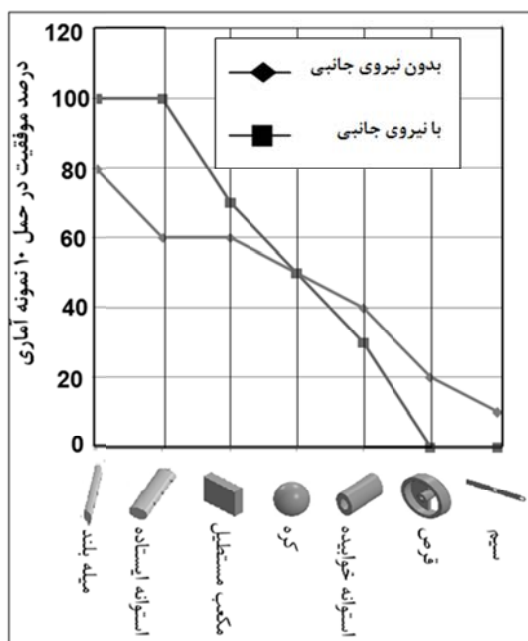 درصد موفقیت در حمل ۱۰ نمونه آماری
120
100
80
60
40
20
0
بدون نیروی جانبی
با نیروی جانبی
میله بلند
استوانه ایستاده
مکعب مستطیل
کره
استوانه خوابیده
قرص
سیم